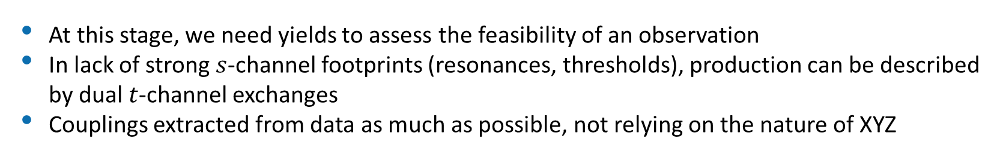 • At this stage, we need yields to assess the feasibility of an observation
• In lack of strong s-channel footprints (resonances, thresholds), production can be described
by dual t-channel exchanges
• Couplings extracted from data as much as possible, not relying on the nature of XYZ